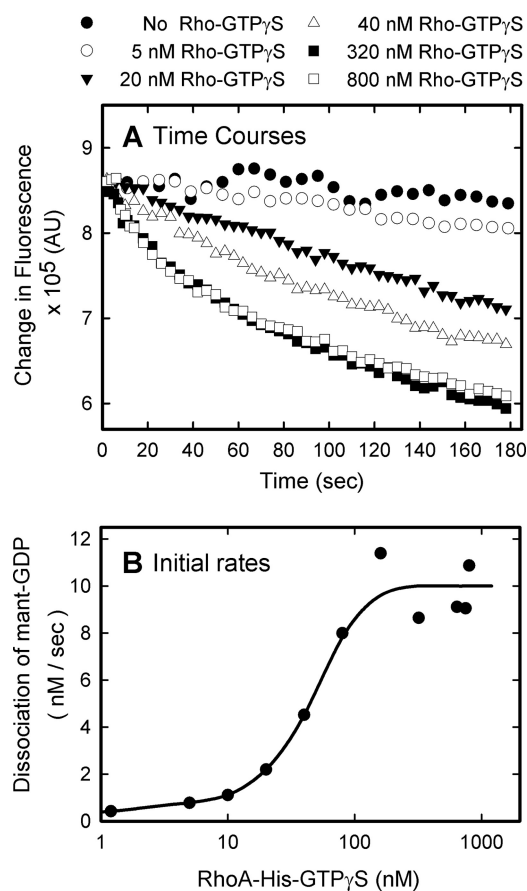 No Rho-GTPγS
40 nM Rho-GTPγS
5 nM Rho-GTPγS
320 nM Rho-GTPγS
20 nM Rho-GTPγS
800 nM Rho-GTPγS
A Time Courses
Change in Fluorescence
x 10⁵ (AU)
9
8
7
6
0 20 40 60 80 100 120 140 160 180
Time (sec)
B Initial rates
Dissociation of mant-GDP
( nM / sec)
12
10
8
6
4
2
0
1 10 100 1000
RhoA-His-GTPγS (nM)